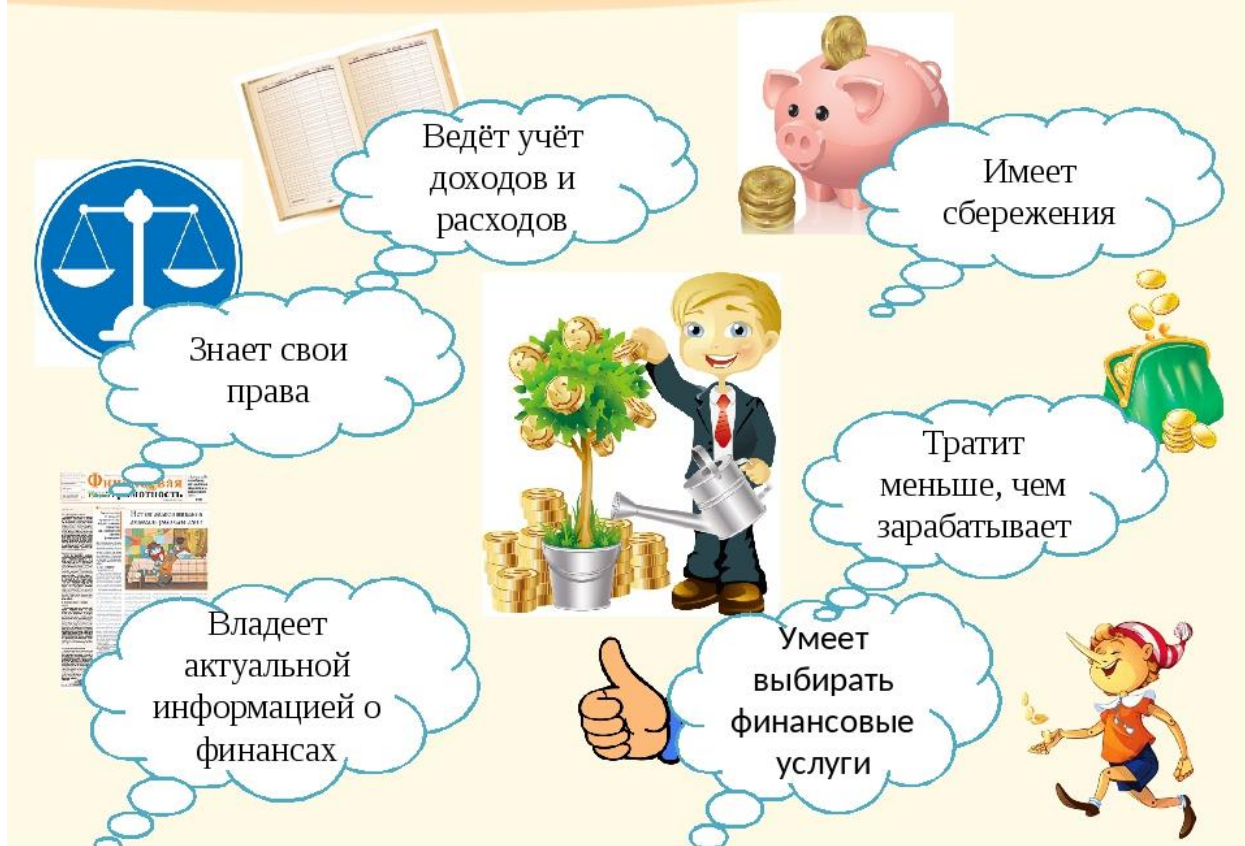 Ведёт учёт
доходов и
расходов
Имеет
сбережения
Знает свои
права
Тратит
меньше, чем
зарабатывает
Владеет
актуальной
информацией о
финансах
Умеет
выбирать
финансовые
услуги